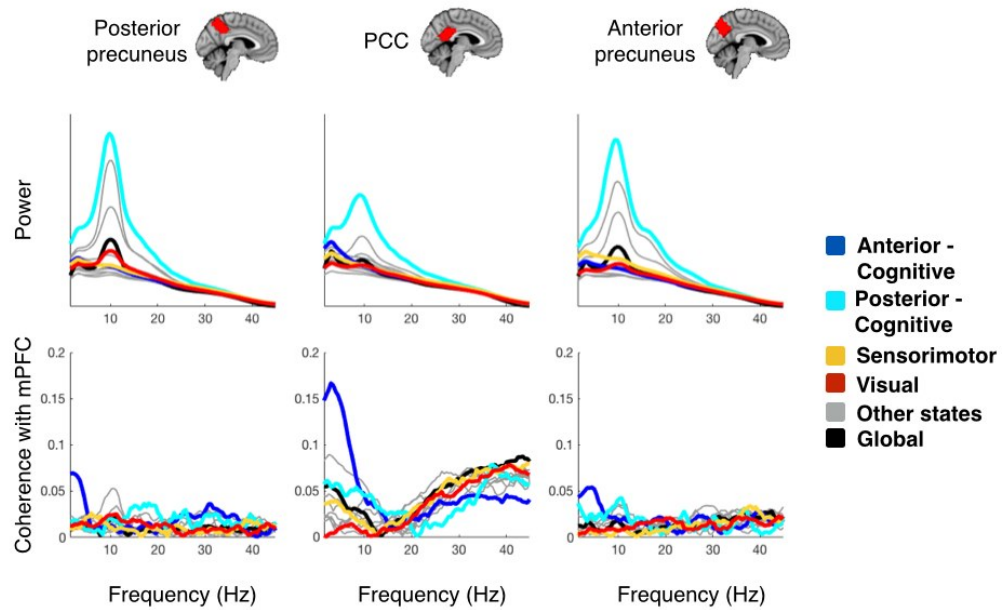 Posterior
precuneus
PCC
Anterior
precuneus
Power
10 20 30 40
10 20 30 40
10 20 30 40
Anterior -
Cognitive
Posterior -
Cognitive
Sensorimotor
Visual
Other states
Global
Coherence with mPFC
0.2
0.15
0.1
0.05
0
10 20 30 40
0.2
0.15
0.1
0.05
0
10 20 30 40
0.2
0.15
0.1
0.05
0
10 20 30 40
Frequency (Hz)
Frequency (Hz)
Frequency (Hz)